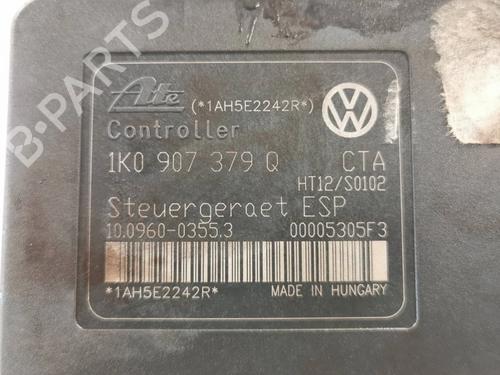 B-PARTS
Ate (*1AH5E2242R*)
Controller
1K0 907 379 Q CTA
HT12/S0102
Steuergeraet ESP
10.0960-0355.3 00005305F3
*1AH5E2242R* MADE IN HUNGARY